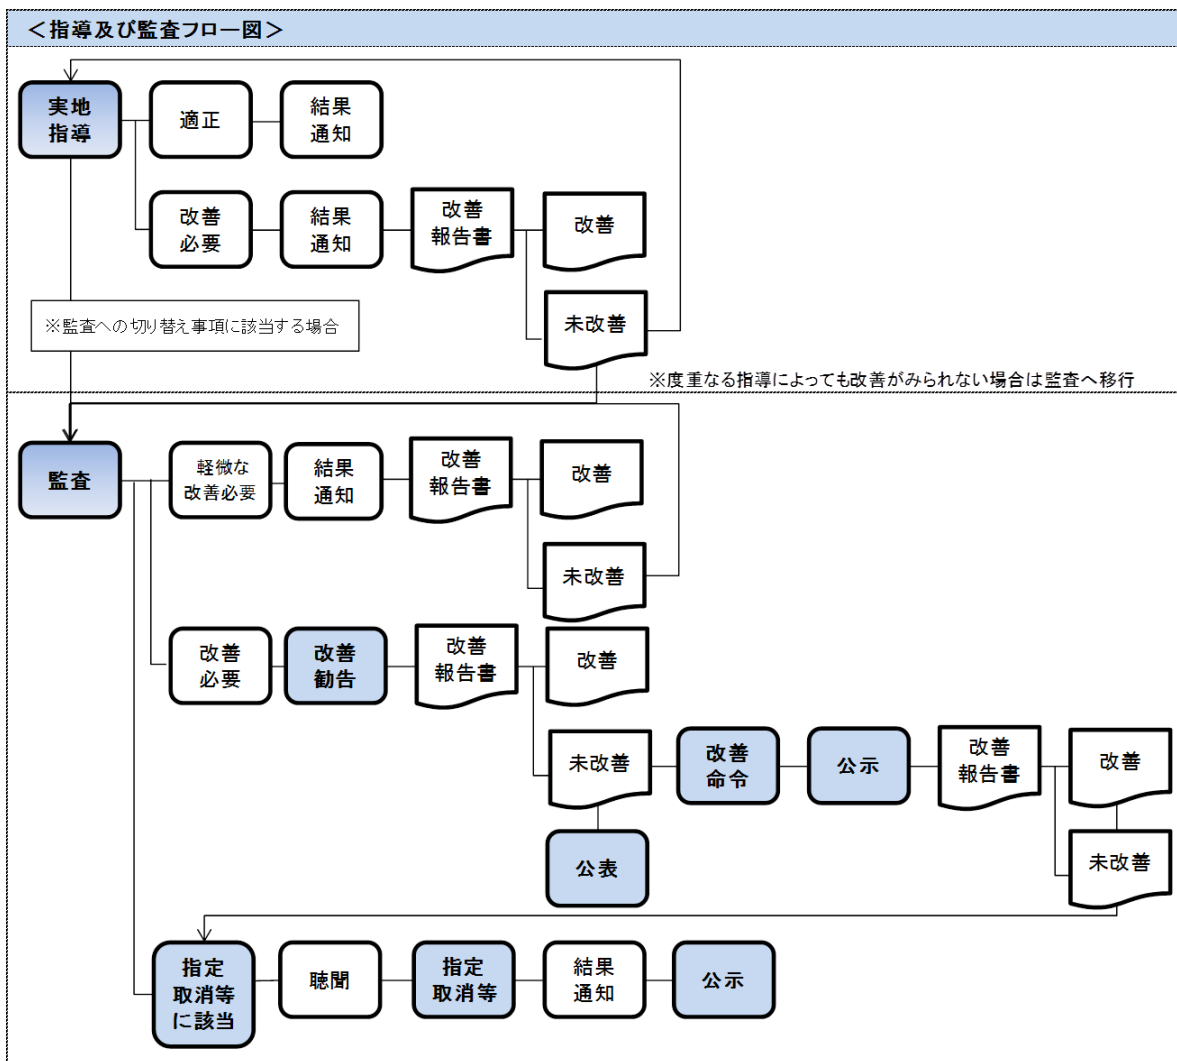 ＜指導及び監査フロー図＞
実地
指導
適正
結果
通知
改善
必要
結果
通知
改善
報告書
改善
未改善
※監査への切り替え事項に該当する場合
※度重なる指導によっても改善がみられない場合は監査へ移行
監査
軽微な
改善必要
結果
通知
改善
報告書
改善
未改善
改善
必要
改善
勧告
改善
報告書
改善
未改善
改善
命令
公示
改善
報告書
改善
公表
未改善
指定
取消等
に該当
聴聞
指定
取消等
結果
通知
公示